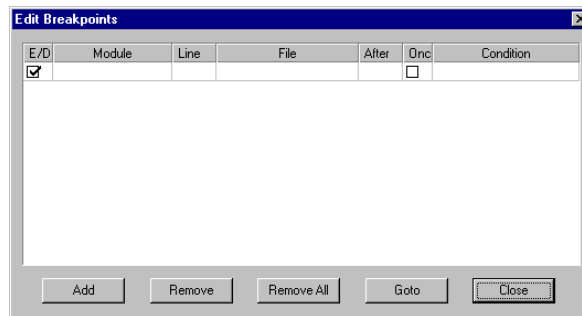 Edit Breakpoints
E/D Module Line File After Onc Condition
Add Remove Remove All Goto Close